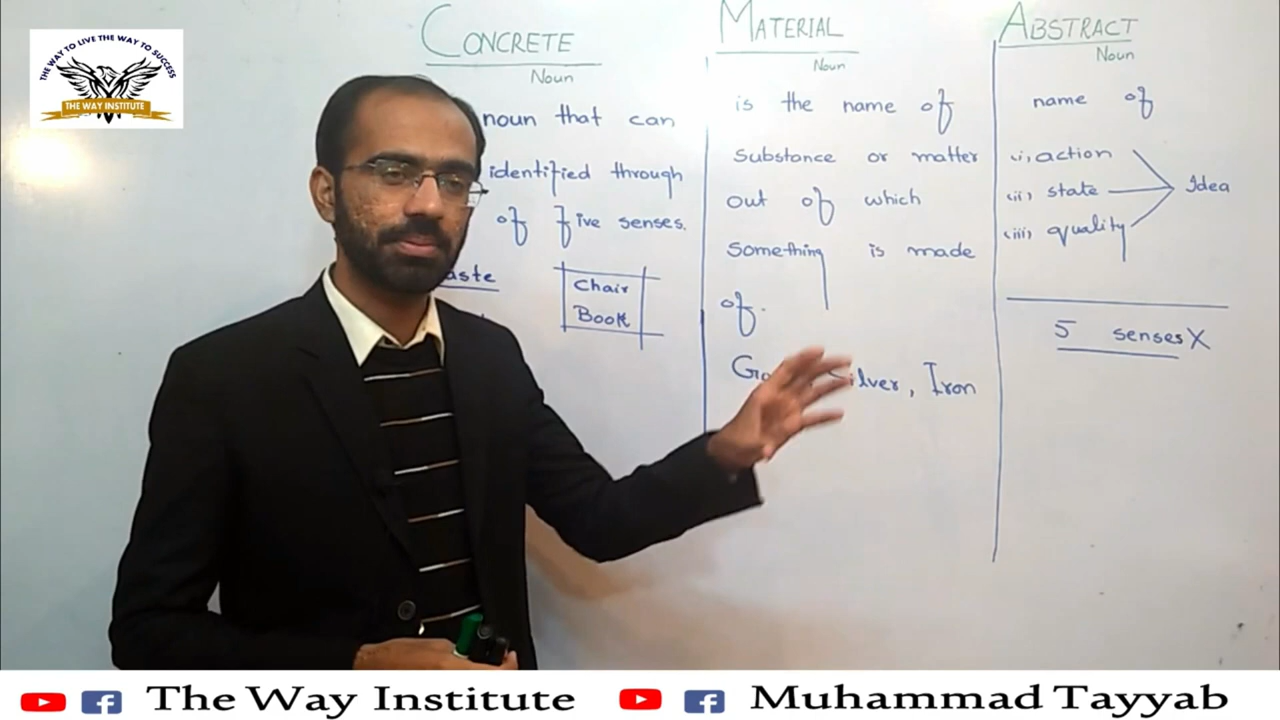 THE WAY TO LIVE THE WAY TO SUCCESS
THE WAY INSTITUTE
CONCRETE
Noun
noun that can
identified through
of five senses.
Chair
Book
MATERIAL
Noun
is the name of
Substance or matter
out of which
Something is made
of.
Silver, Iron
ABSTRACT
Noun
name of
(i) action
(ii) state
(iii) quality
Idea
5 senses X
The Way Institute
Muhammad Tayyab